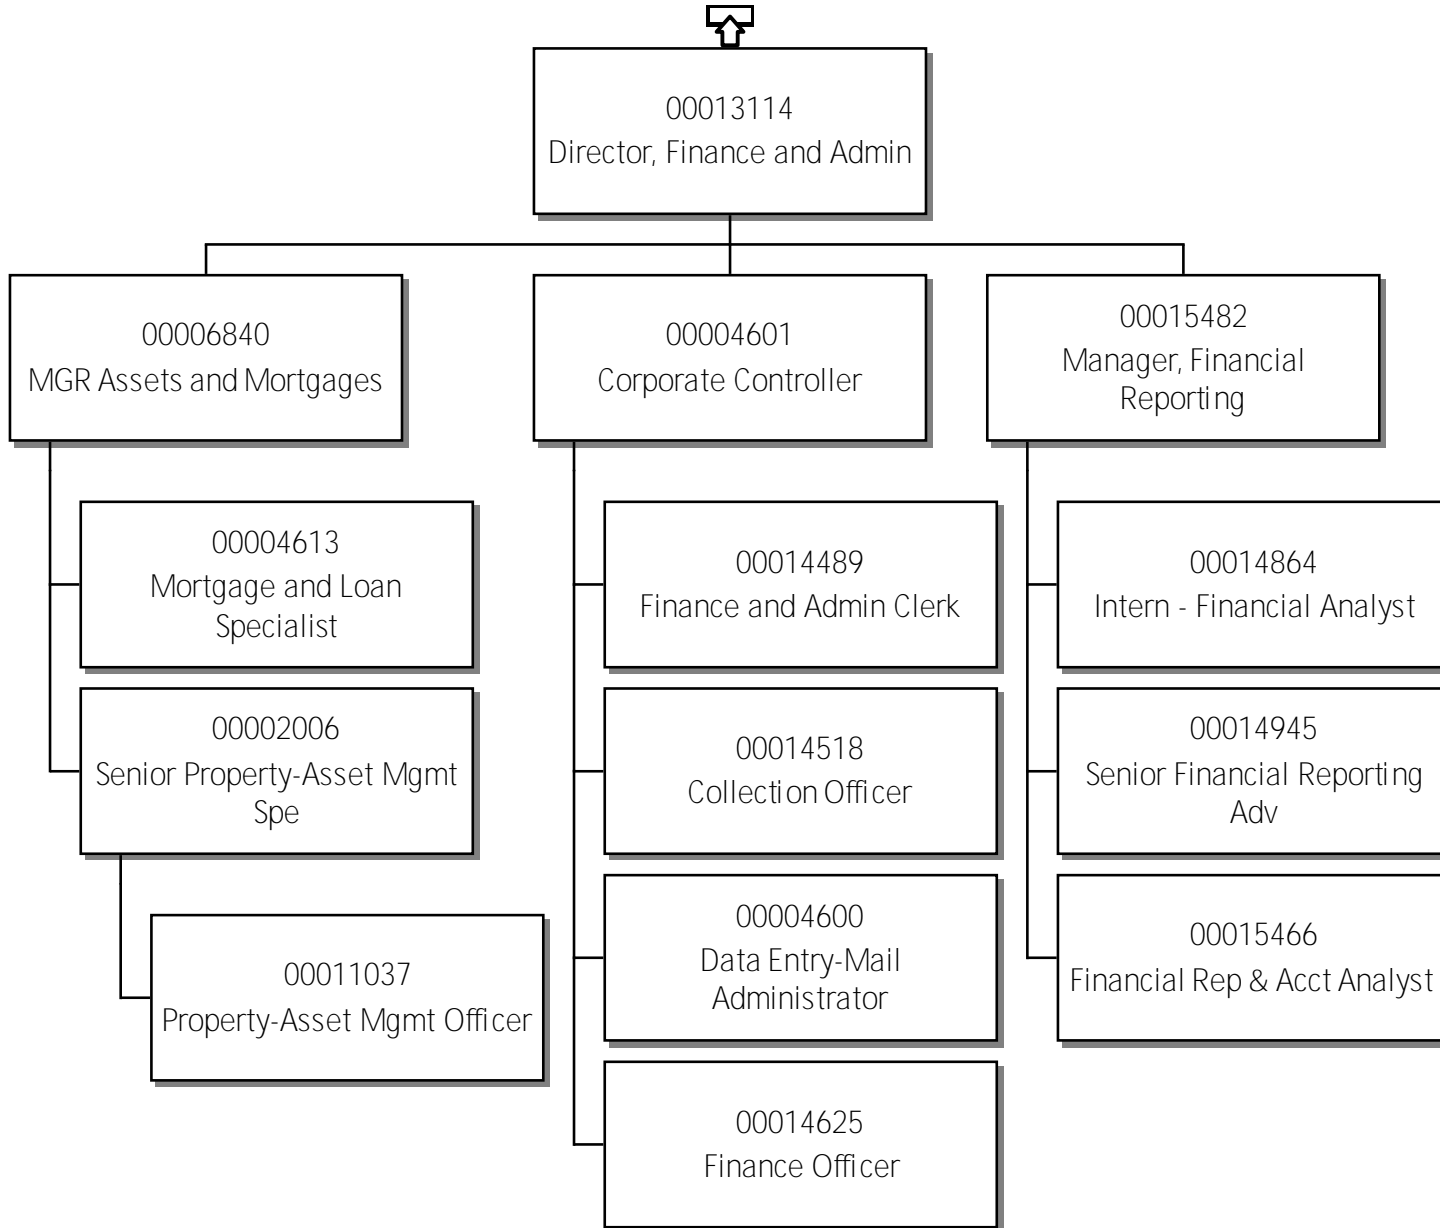 00013114
Director, Finance and Admin
00006840
MGR Assets and Mortgages
00004613
Mortgage and Loan
Specialist
00002006
Senior Property-Asset Mgmt
Spe
00011037
Property-Asset Mgmt Officer
00004601
Corporate Controller
00014489
Finance and Admin Clerk
00014518
Collection Officer
00004600
Data Entry-Mail
Administrator
00014625
Finance Officer
00015482
Manager, Financial
Reporting
00014864
Intern - Financial Analyst
00014945
Senior Financial Reporting
Adv
00015466
Financial Rep & Acct Analyst